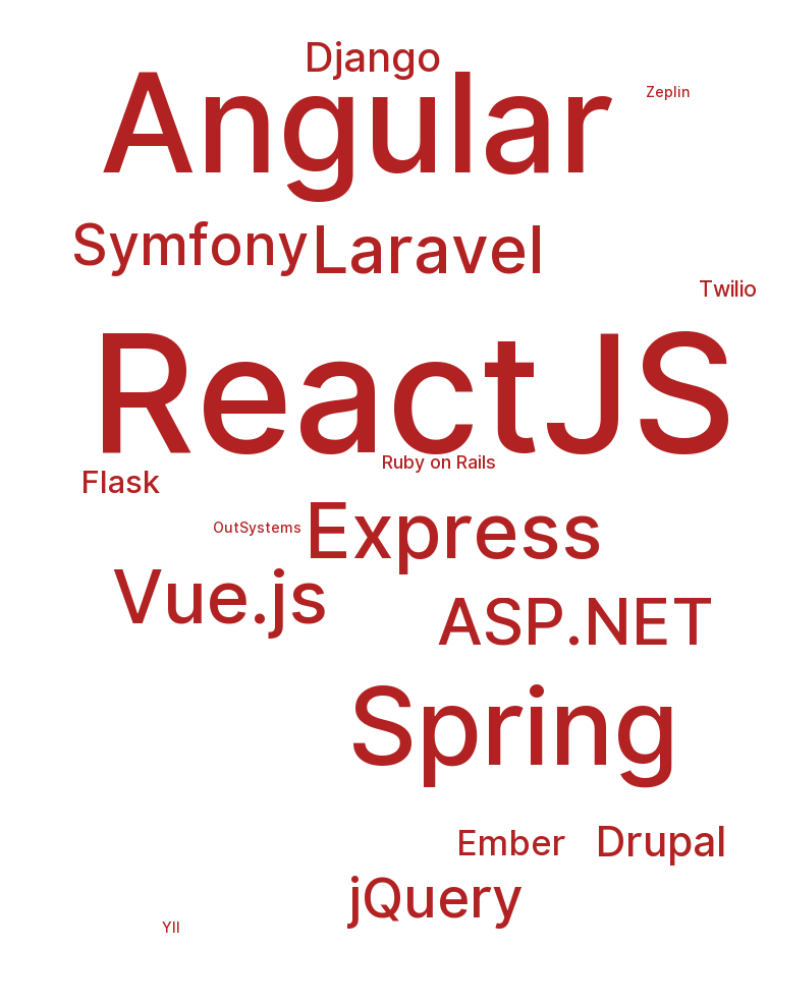 Django
Angular
Zeplin
Symfony
Laravel
Twilio
ReactJS
Ruby on Rails
Flask
OutSystems
Express
Vue.js
ASP.NET
Spring
Ember
Drupal
jQuery
YII